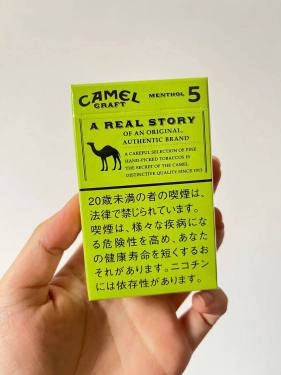 CAMEL
CRAFT
MENTHOL 5
A REAL STORY
OF AN ORIGINAL,
AUTHENTIC BRAND
A CAREFUL SELECTION OF FINE
HAND-PICKED TOBACCOS IS
THE SECRET OF THE CAMEL
DISTINCTIVE QUALITY SINCE 1913
20歳未満の者の喫煙は、
法律で禁じられています。
喫煙は、様々な疾病にな
る危険性を高め、あなた
の健康寿命を短くするお
それがあります。ニコチン
には依存性があります。